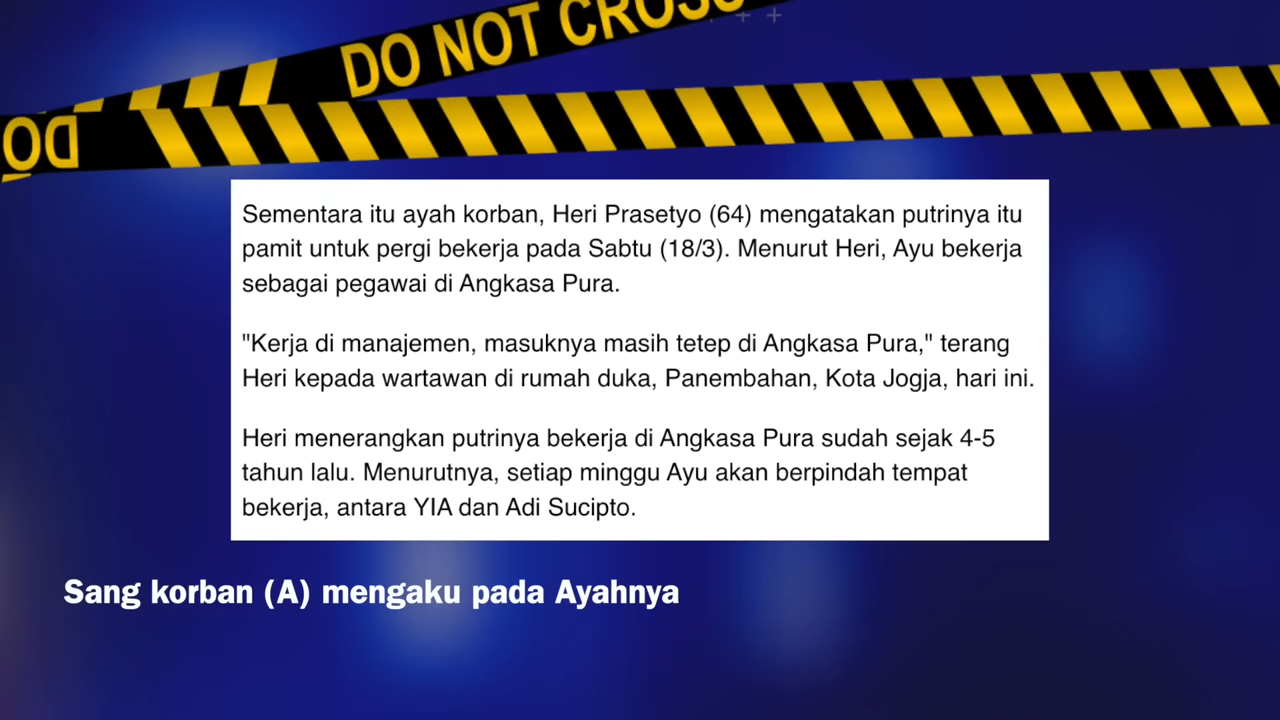 DO NOT CROSS
DO
Sementara itu ayah korban, Heri Prasetyo (64) mengatakan putrinya itu
pamit untuk pergi bekerja pada Sabtu (18/3). Menurut Heri, Ayu bekerja
sebagai pegawai di Angkasa Pura.
"Kerja di manajemen, masuknya masih tetep di Angkasa Pura," terang
Heri kepada wartawan di rumah duka, Panembahan, Kota Jogja, hari ini.
Heri menerangkan putrinya bekerja di Angkasa Pura sudah sejak 4-5
tahun lalu. Menurutnya, setiap minggu Ayu akan berpindah tempat
bekerja, antara YIA dan Adi Sucipto.
Sang korban (A) mengaku pada Ayahnya